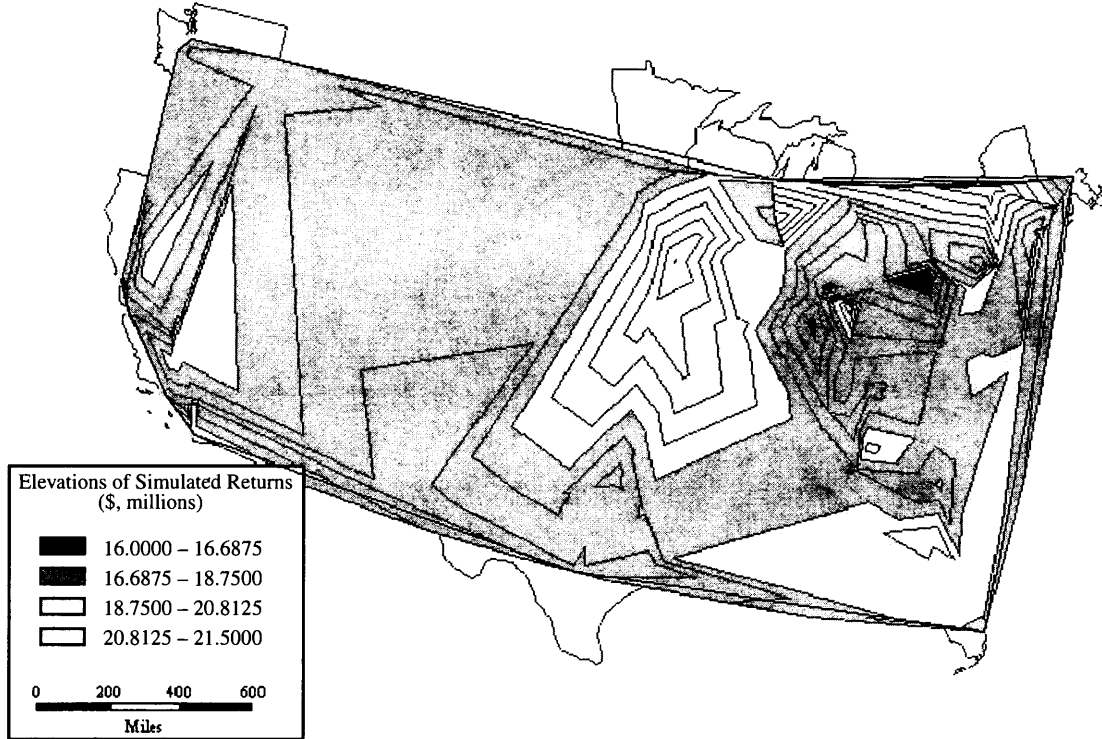 Elevations of Simulated Returns
($, millions)
16.0000 – 16.6875
16.6875 – 18.7500
18.7500 – 20.8125
20.8125 – 21.5000
0 200 400 600
Miles